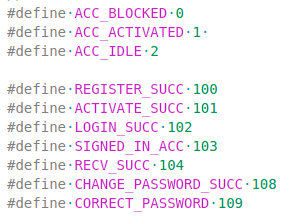 #define ACC_BLOCKED 0
#define ACC_ACTIVATED 1
#define ACC_IDLE 2
#define REGISTER_SUCC 100
#define ACTIVATE_SUCC 101
#define LOGIN_SUCC 102
#define SIGNED_IN_ACC 103
#define RECV_SUCC 104
#define CHANGE_PASSWORD_SUCC 108
#define CORRECT_PASSWORD 109